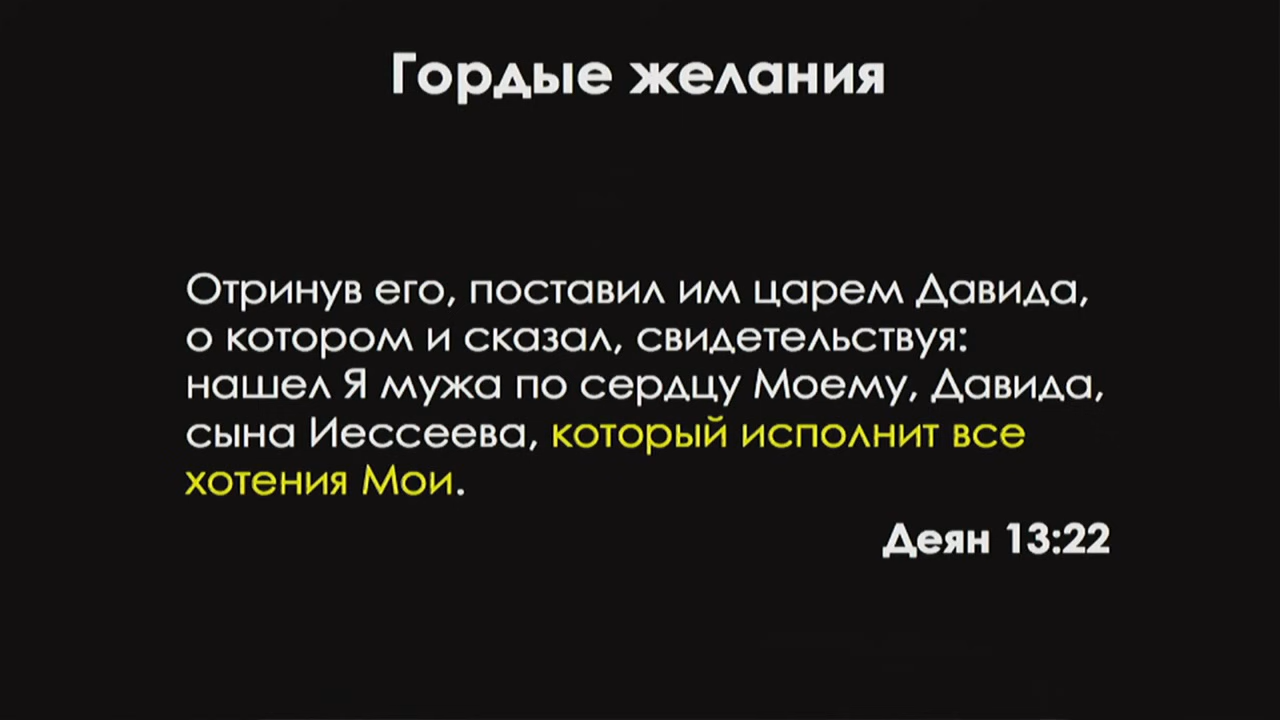 Гордые желания
Отринув его, поставил им царем Давида,
о котором и сказал, свидетельствуя:
нашел Я мужа по сердцу Моему, Давида,
сына Иессеева, который исполнит все
хотения Мои.
Деян 13:22